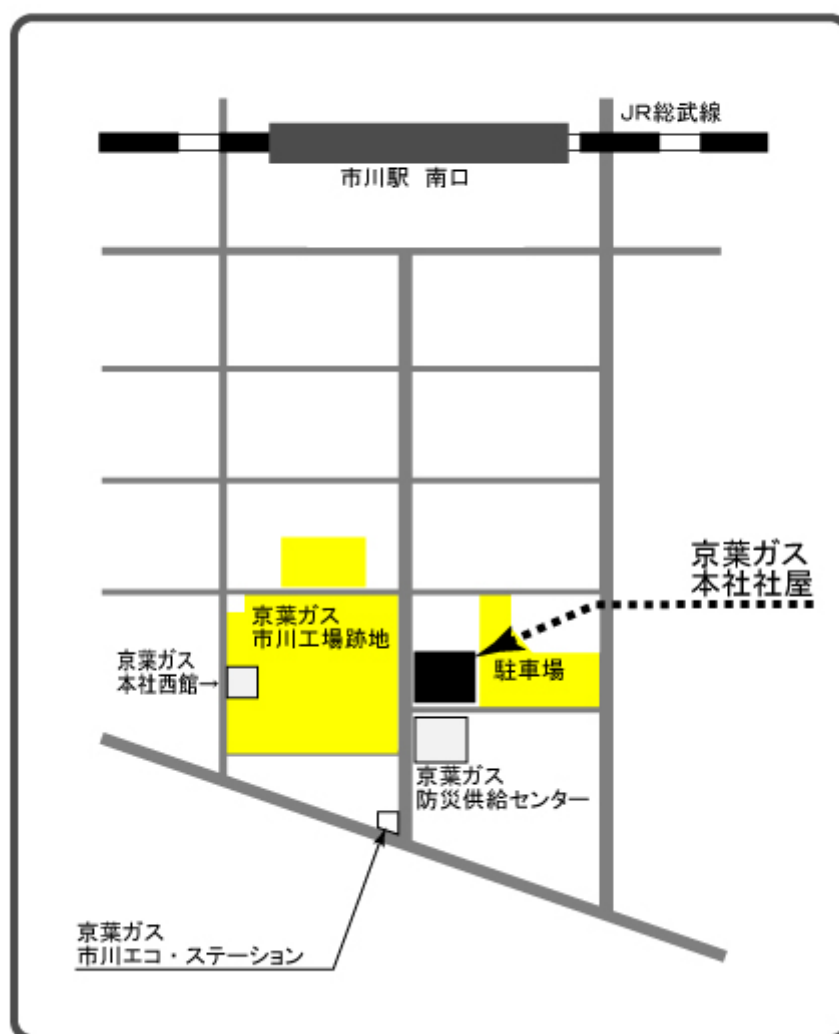 JR総武線
市川駅 南口
京葉ガス
本社社屋
京葉ガス
市川工場跡地
京葉ガス
本社西館→
駐車場
京葉ガス
防災供給センター
京葉ガス
市川エコ・ステーション